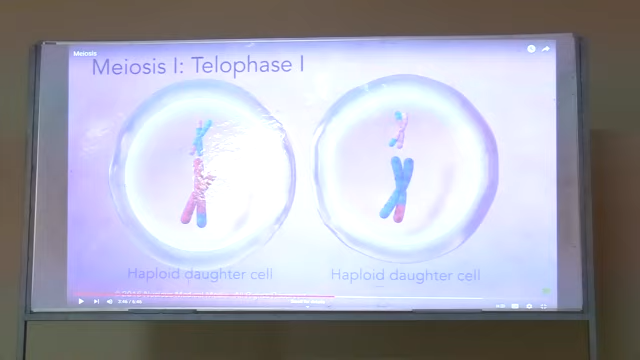 Meiosis
Meiosis I: Telophase I
Haploid daughter cell
Haploid daughter cell